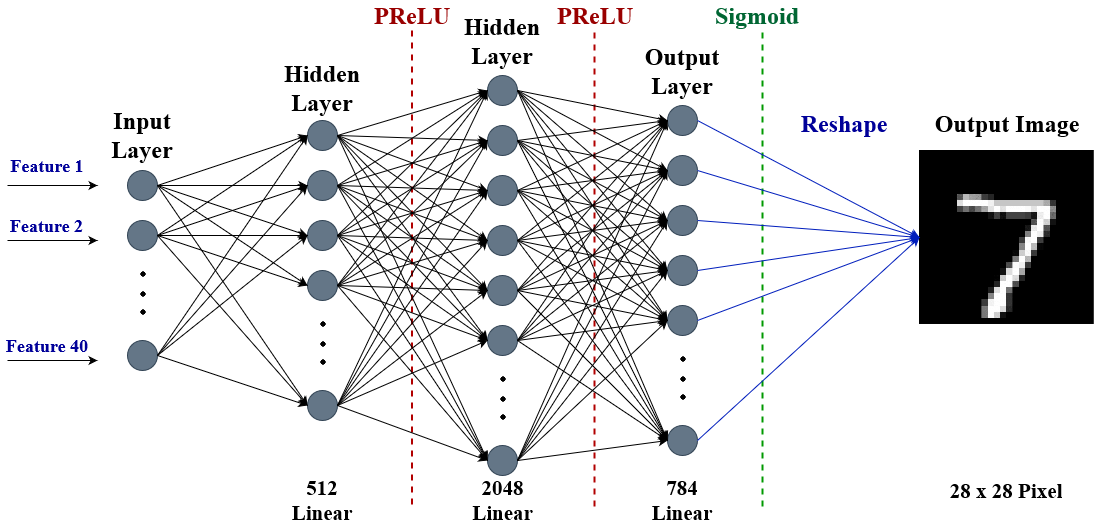 PReLU
PReLU
Sigmoid
Hidden
Layer
Hidden
Layer
Output
Layer
Input
Layer
Reshape
Output Image
Feature 1
Feature 2
Feature 40
512
Linear
2048
Linear
784
Linear
28 x 28 Pixel